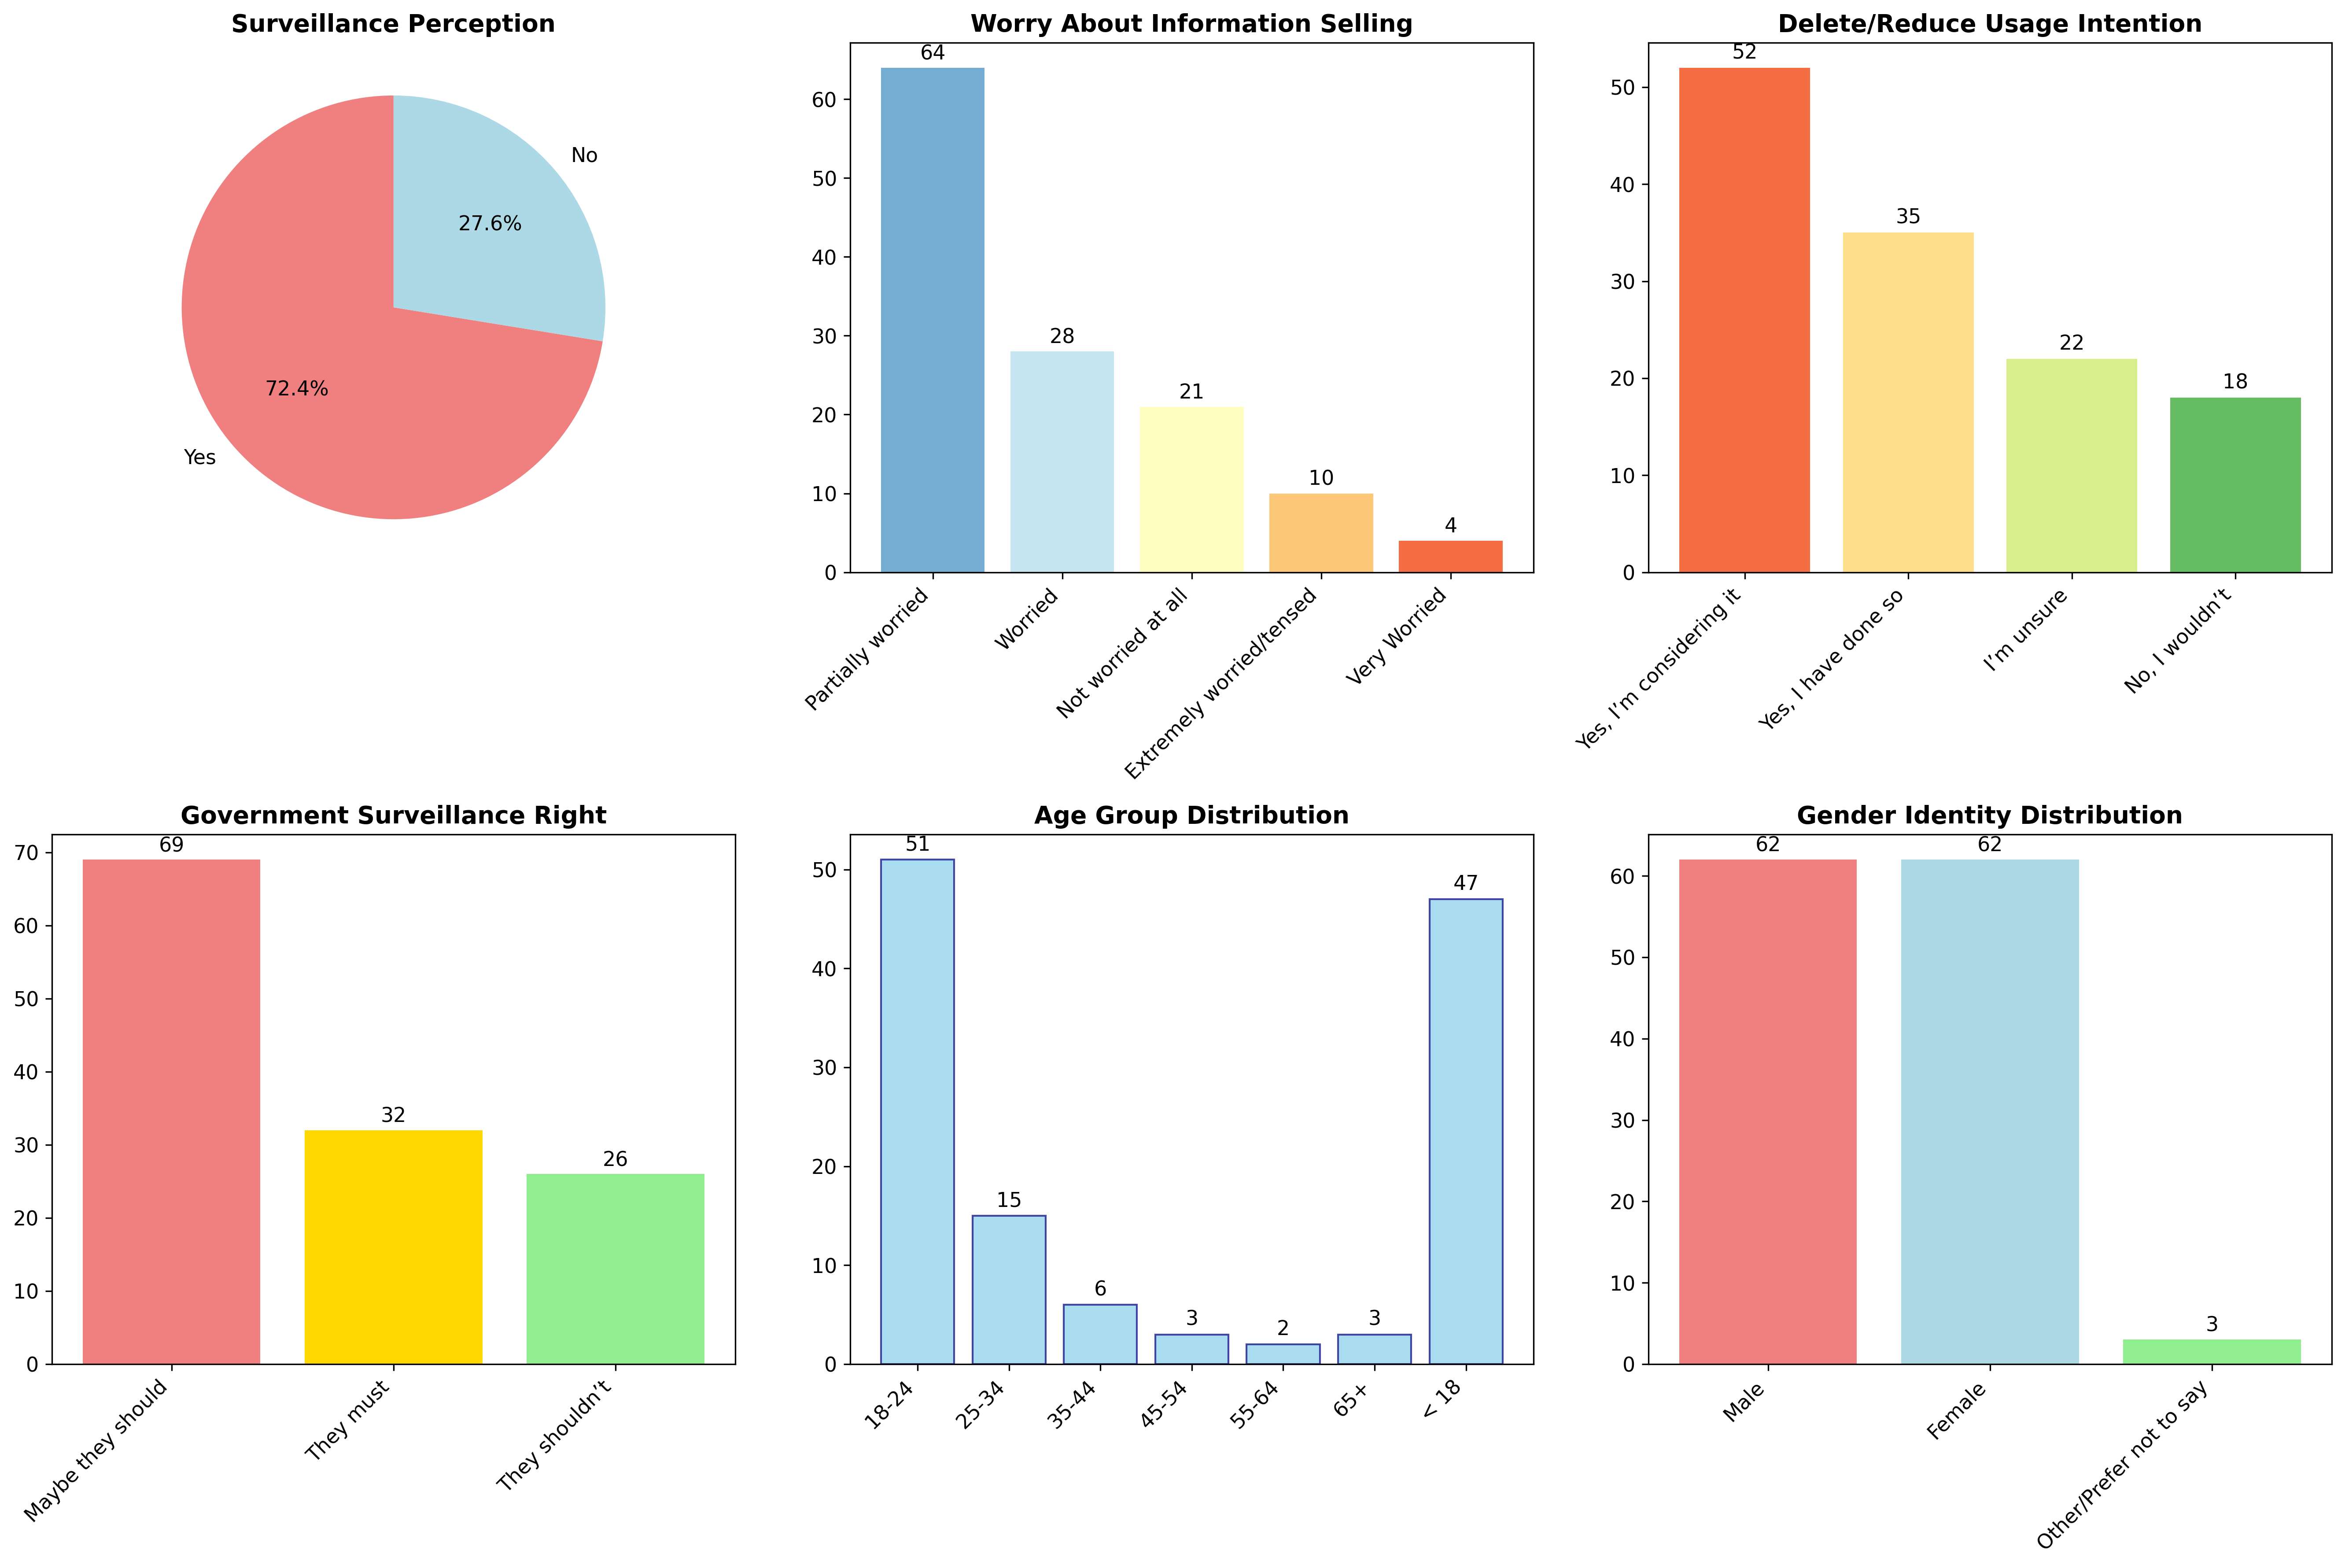 Surveillance Perception
No
27.6%
72.4%
Yes
Worry About Information Selling
64
60
50
40
30
28
21
20
10
10
4
0
Partially worried
Worried
Not worried at all
Extremely worried/tensed
Very Worried
Delete/Reduce Usage Intention
52
50
40
35
30
22
20
18
10
0
Yes, I’m considering it
Yes, I have done so
I’m unsure
No, I wouldn’t
Government Surveillance Right
69
70
60
50
40
32
30
26
20
10
0
Maybe they should
They must
They shouldn’t
Age Group Distribution
51
50
47
40
30
20
15
10
6
3
2
3
0
18-24
25-34
35-44
45-54
55-64
65+
< 18
Gender Identity Distribution
62
62
60
50
40
30
20
10
3
0
Male
Female
Other/Prefer not to say